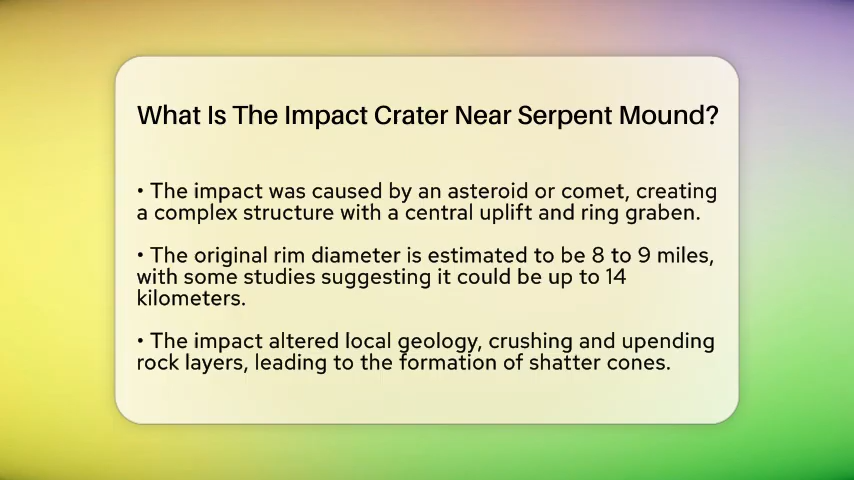 What Is The Impact Crater Near Serpent Mound?
• The impact was caused by an asteroid or comet, creating
a complex structure with a central uplift and ring graben.
• The original rim diameter is estimated to be 8 to 9 miles,
with some studies suggesting it could be up to 14
kilometers.
• The impact altered local geology, crushing and upending
rock layers, leading to the formation of shatter cones.